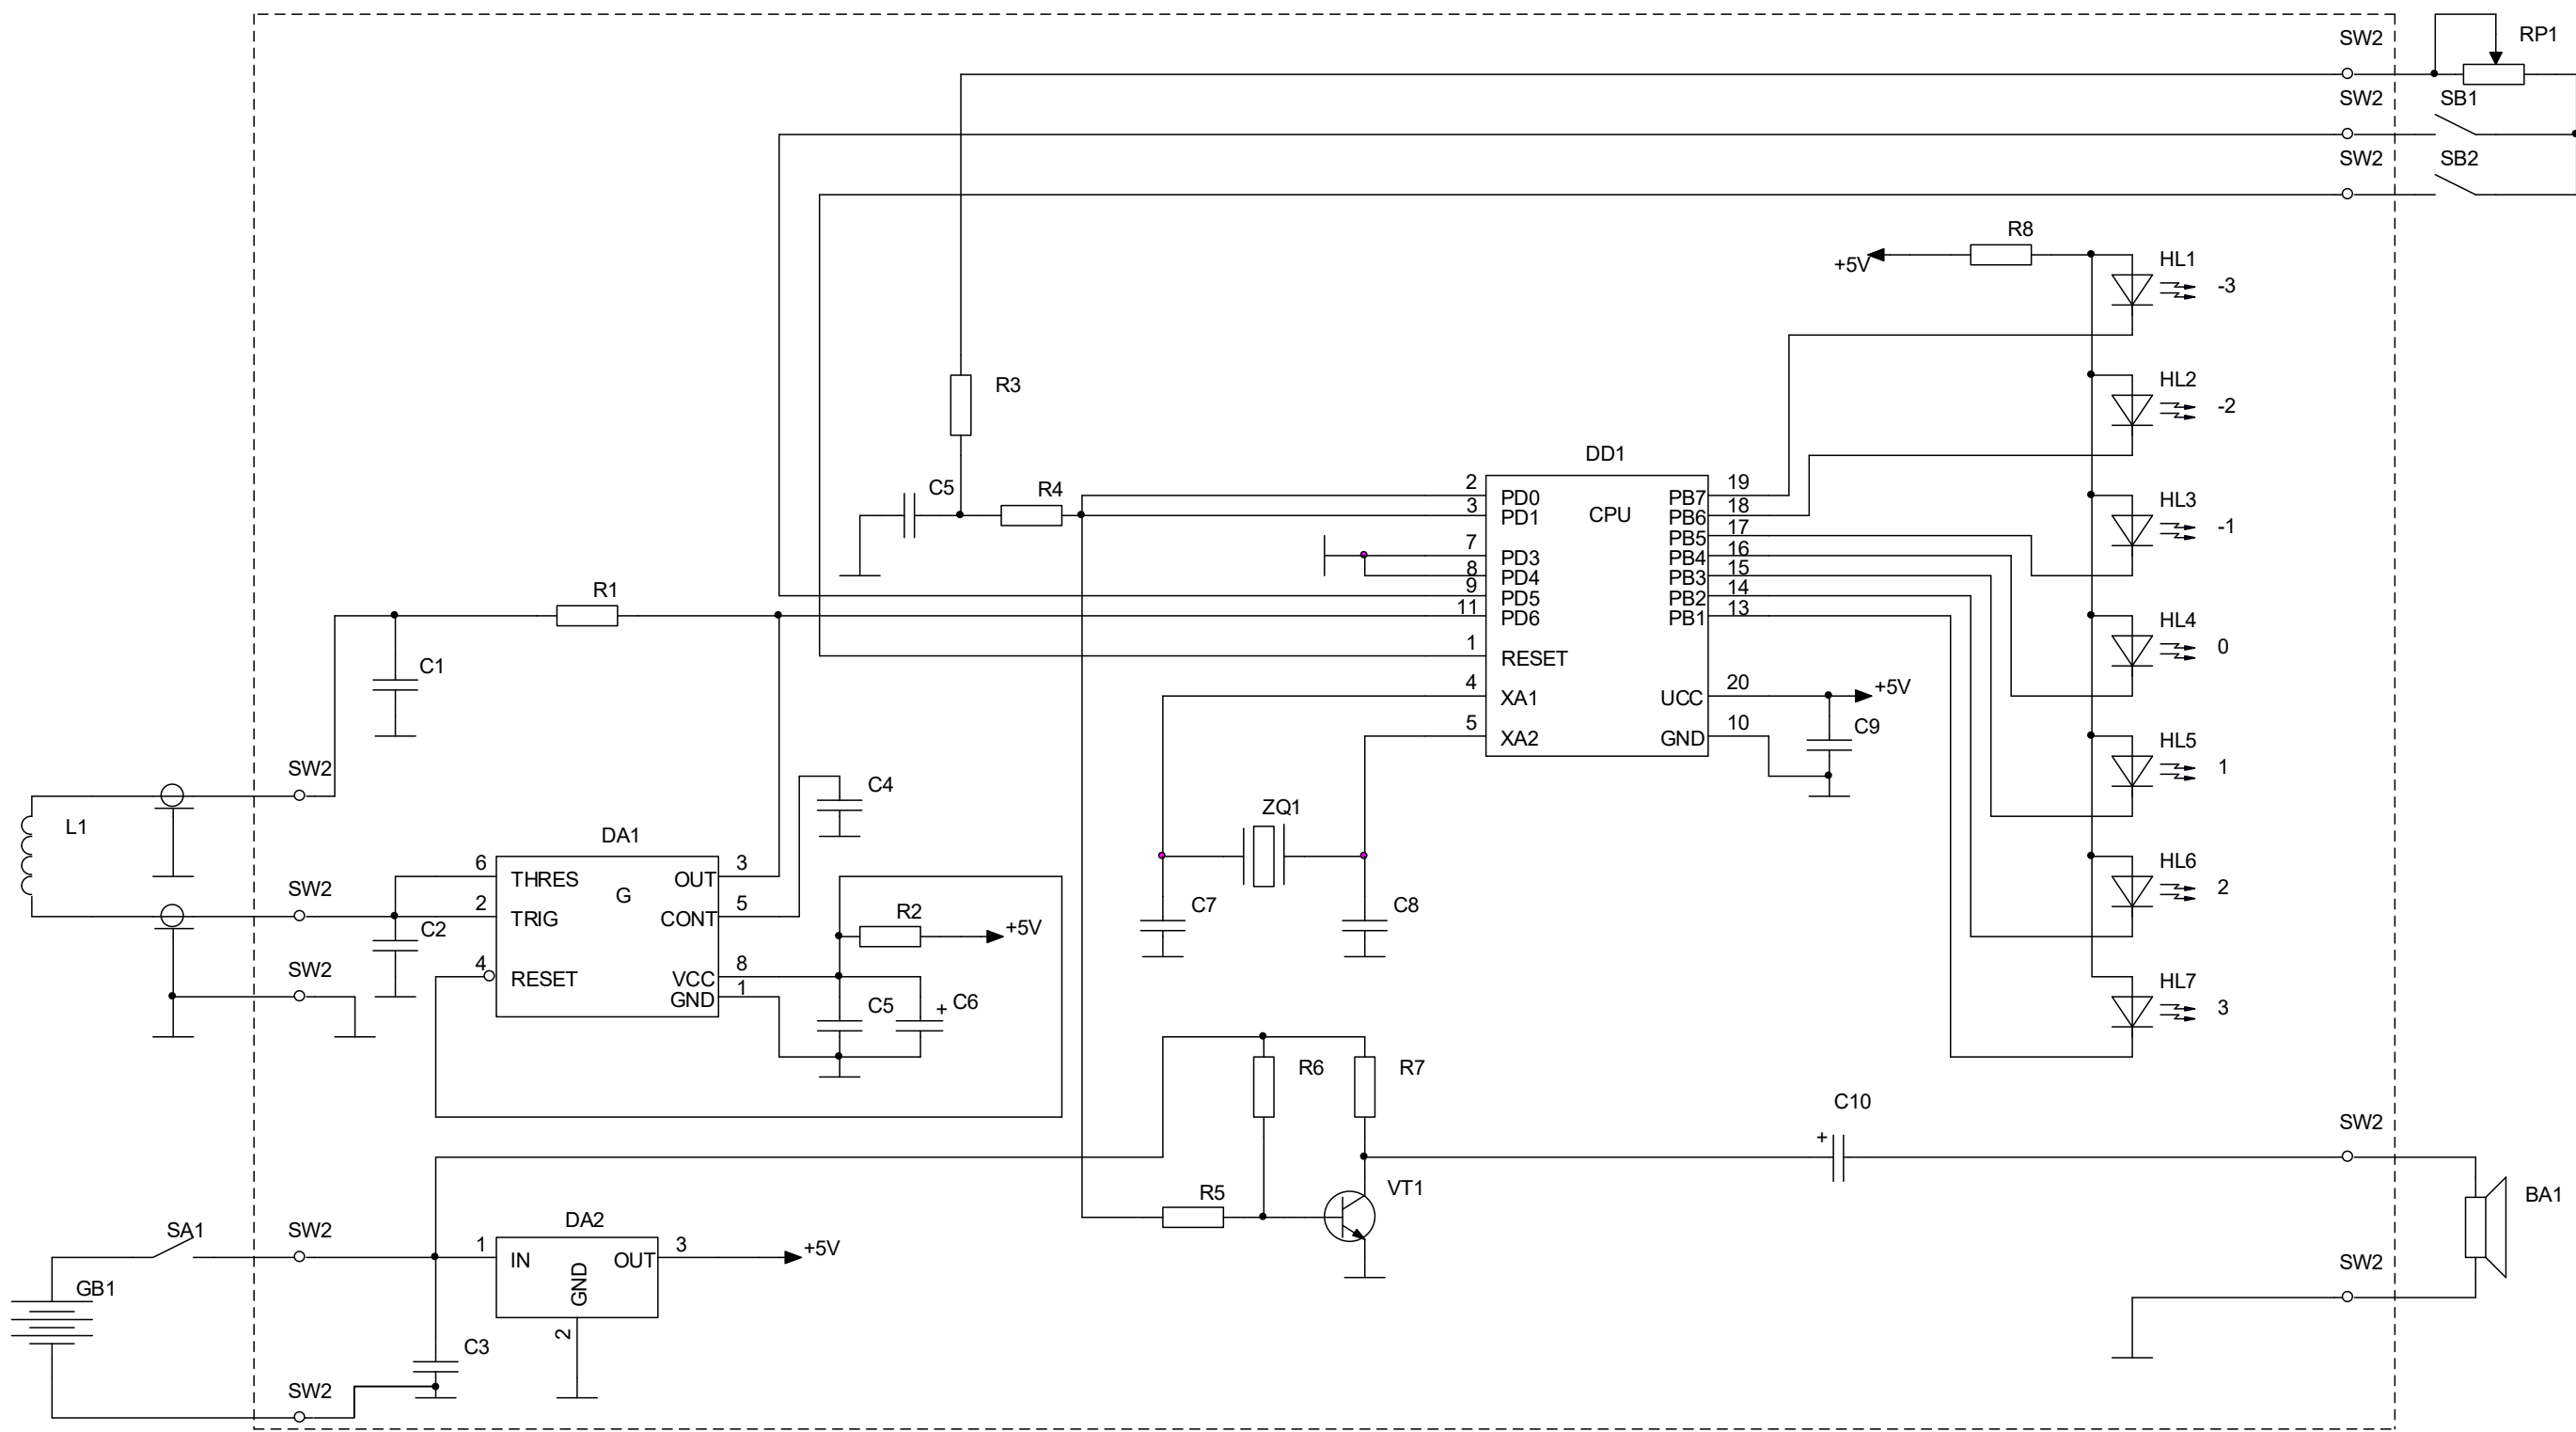 SW2 RP1
SW2 SB1
SW2 SB2
R8
+5V HL1 -3
HL2 -2
R3
DD1
C5 R4
2 PD0 PB7 19
3 PD1 CPU PB6 18
HL3 -1
PB5 17
7 PD3 PB4 16
8 PD4 PB3 15
9 PD5 PB2 14
11 PD6 PB1 13
R1
HL4 0
1 RESET
C1
4 XA1 UCC 20 +5V
5 XA2 GND 10 C9
HL5 1
SW2
C4
L1
ZQ1
DA1
6 THRES G OUT 3
2 TRIG CONT 5
HL6 2
SW2
C2
R2 +5V
C7 C8
SW2
4 RESET VCC 8
GND 1
C5 + C6
HL7 3
R6 R7
C10
+
SW2
R5 VT1 BA1
SA1 SW2 DA2
1 IN GND OUT 3 +5V
2
SW2
GB1
C3
SW2